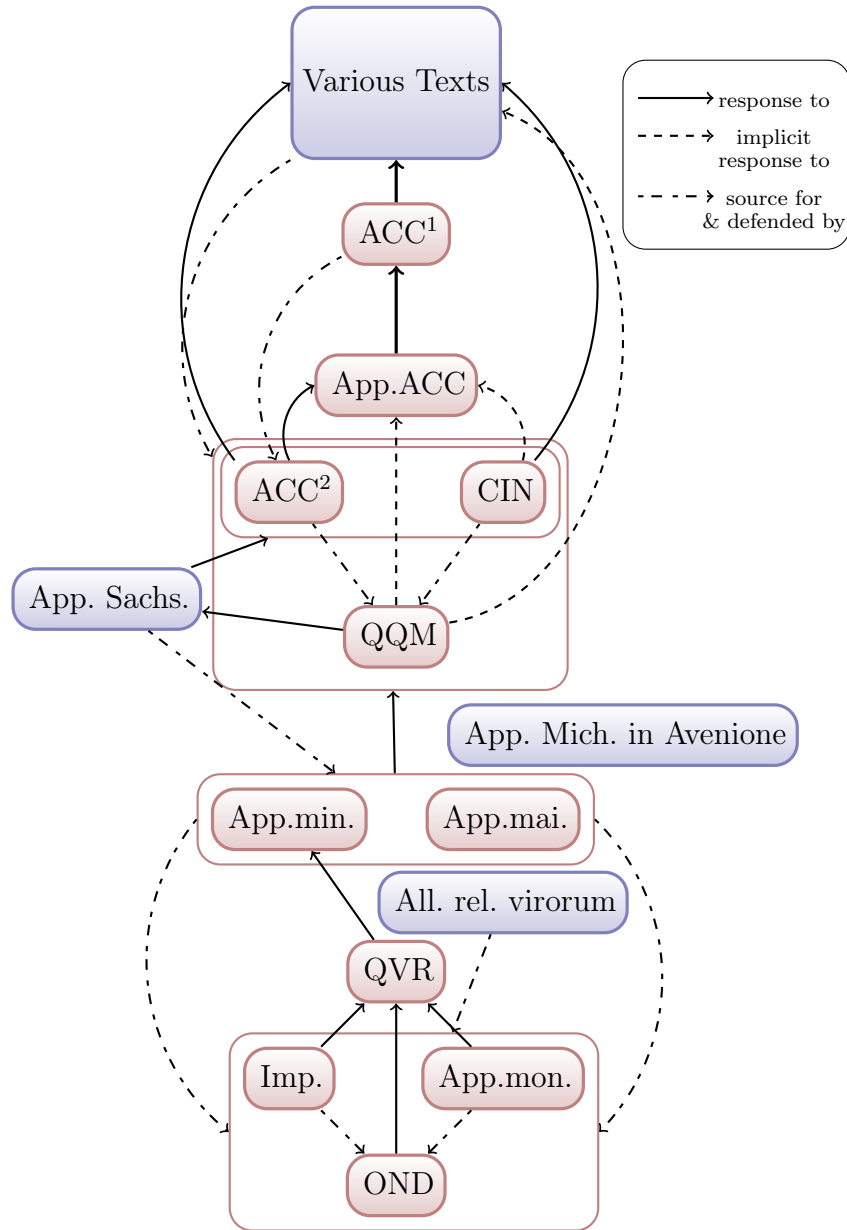 Various Texts
response to
implicit
response to
source for
& defended by
ACC¹
App.ACC
ACC²
CIN
App. Sachs.
QQM
App. Mich. in Avenione
App.min.
App.mai.
All. rel. virorum
QVR
Imp.
App.mon.
OND